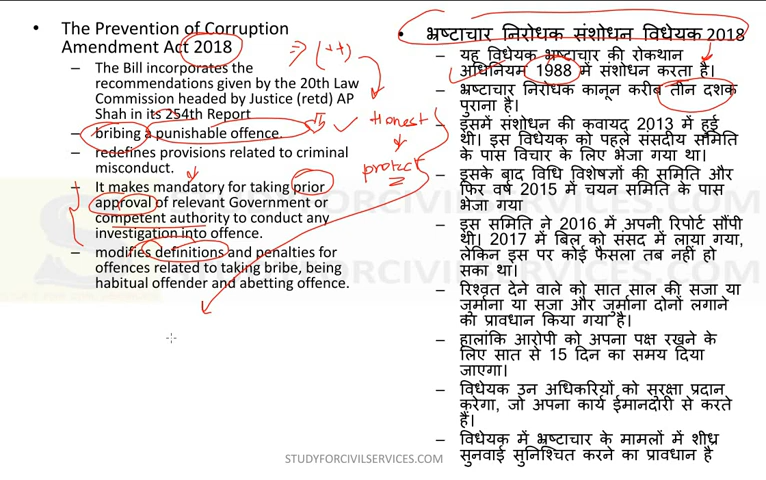 • The Prevention of Corruption
Amendment Act 2018
– The Bill incorporates the
recommendations given by the 20th Law
Commission headed by Justice (retd) AP
Shah in its 254th Report
– bribing a punishable offence.
– redefines provisions related to criminal
misconduct.
– It makes mandatory for taking prior
approval of relevant Government or
competent authority to conduct any
investigation into offence.
– modifies definitions and penalties for
offences related to taking bribe, being
habitual offender and abetting offence.
(++)
Honest
protect
• भ्रष्टाचार निरोधक संशोधन विधेयक 2018
– यह विधेयक भ्रष्टाचार की रोकथान
अधिनियम 1988 में संशोधन करता है।
– भ्रष्टाचार निरोधक कानून करीब तीन दशक
पुराना है।
– इसमें संशोधन की कवायद 2013 में हुई
थी। इस विधेयक को पहले संसदीय समिति
के पास विचार के लिए भेजा गया था।
– इसके बाद विधि विशेषज्ञों की समिति और
फिर वर्ष 2015 में चयन समिति के पास
भेजा गया
– इस समिति ने 2016 में अपनी रिपोर्ट सौंपी
थी। 2017 में बिल को संसद में लाया गया,
लेकिन इस पर कोई फैसला तब नहीं हो
सका था।
– रिश्वत देने वाले को सात साल की सजा या
जुर्माना या सजा और जुर्माना दोनों लगाने
का प्रावधान किया गया है।
– हालांकि आरोपी को अपना पक्ष रखने के
लिए सात से 15 दिन का समय दिया
जाएगा।
– विधेयक उन अधिकरियों को सुरक्षा प्रदान
करेगा, जो अपना कार्य ईमानदारी से करते
हैं।
– विधेयक में भ्रष्टाचार के मामलों में शीध्र
सुनवाई सुनिश्चित करने का प्रावधान है
STUDYFORCIVILSERVICES.COM